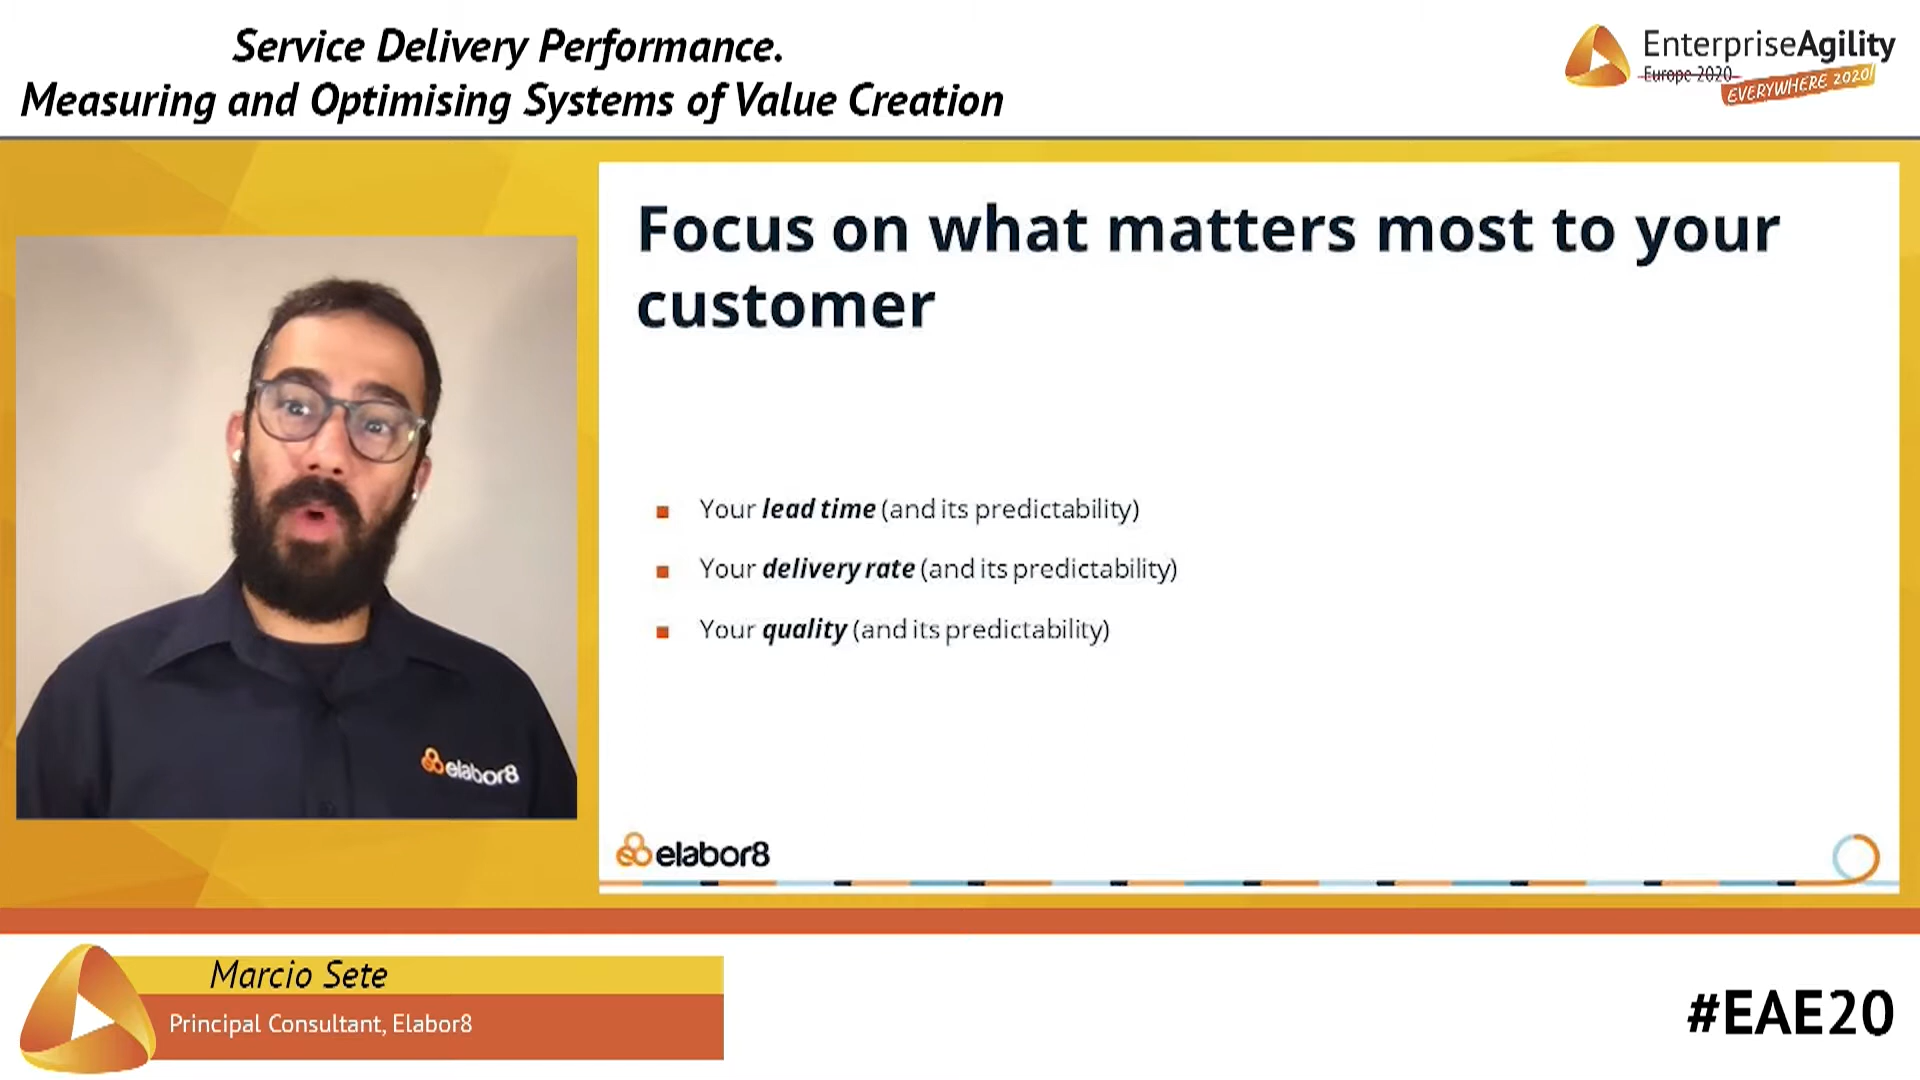 Service Delivery Performance.
Measuring and Optimising Systems of Value Creation
EnterpriseAgility
Europe 2020
EVERYWHERE 2020!
Focus on what matters most to your
customer
Your lead time (and its predictability)
Your delivery rate (and its predictability)
Your quality (and its predictability)
elabor8
elabor8
Marcio Sete
Principal Consultant, Elabor8
#EAE20